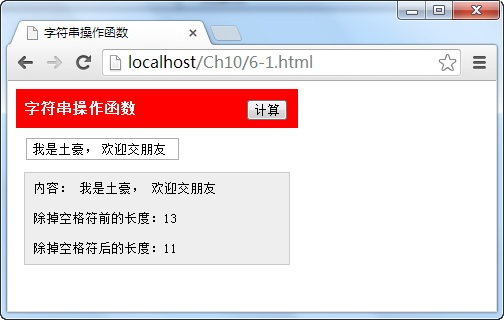 字符串操作函数
localhost/Ch10/6-1.html
字符串操作函数
计算
我是土豪， 欢迎交朋友
内容： 我是土豪， 欢迎交朋友
除掉空格符前的长度：13
除掉空格符后的长度：11